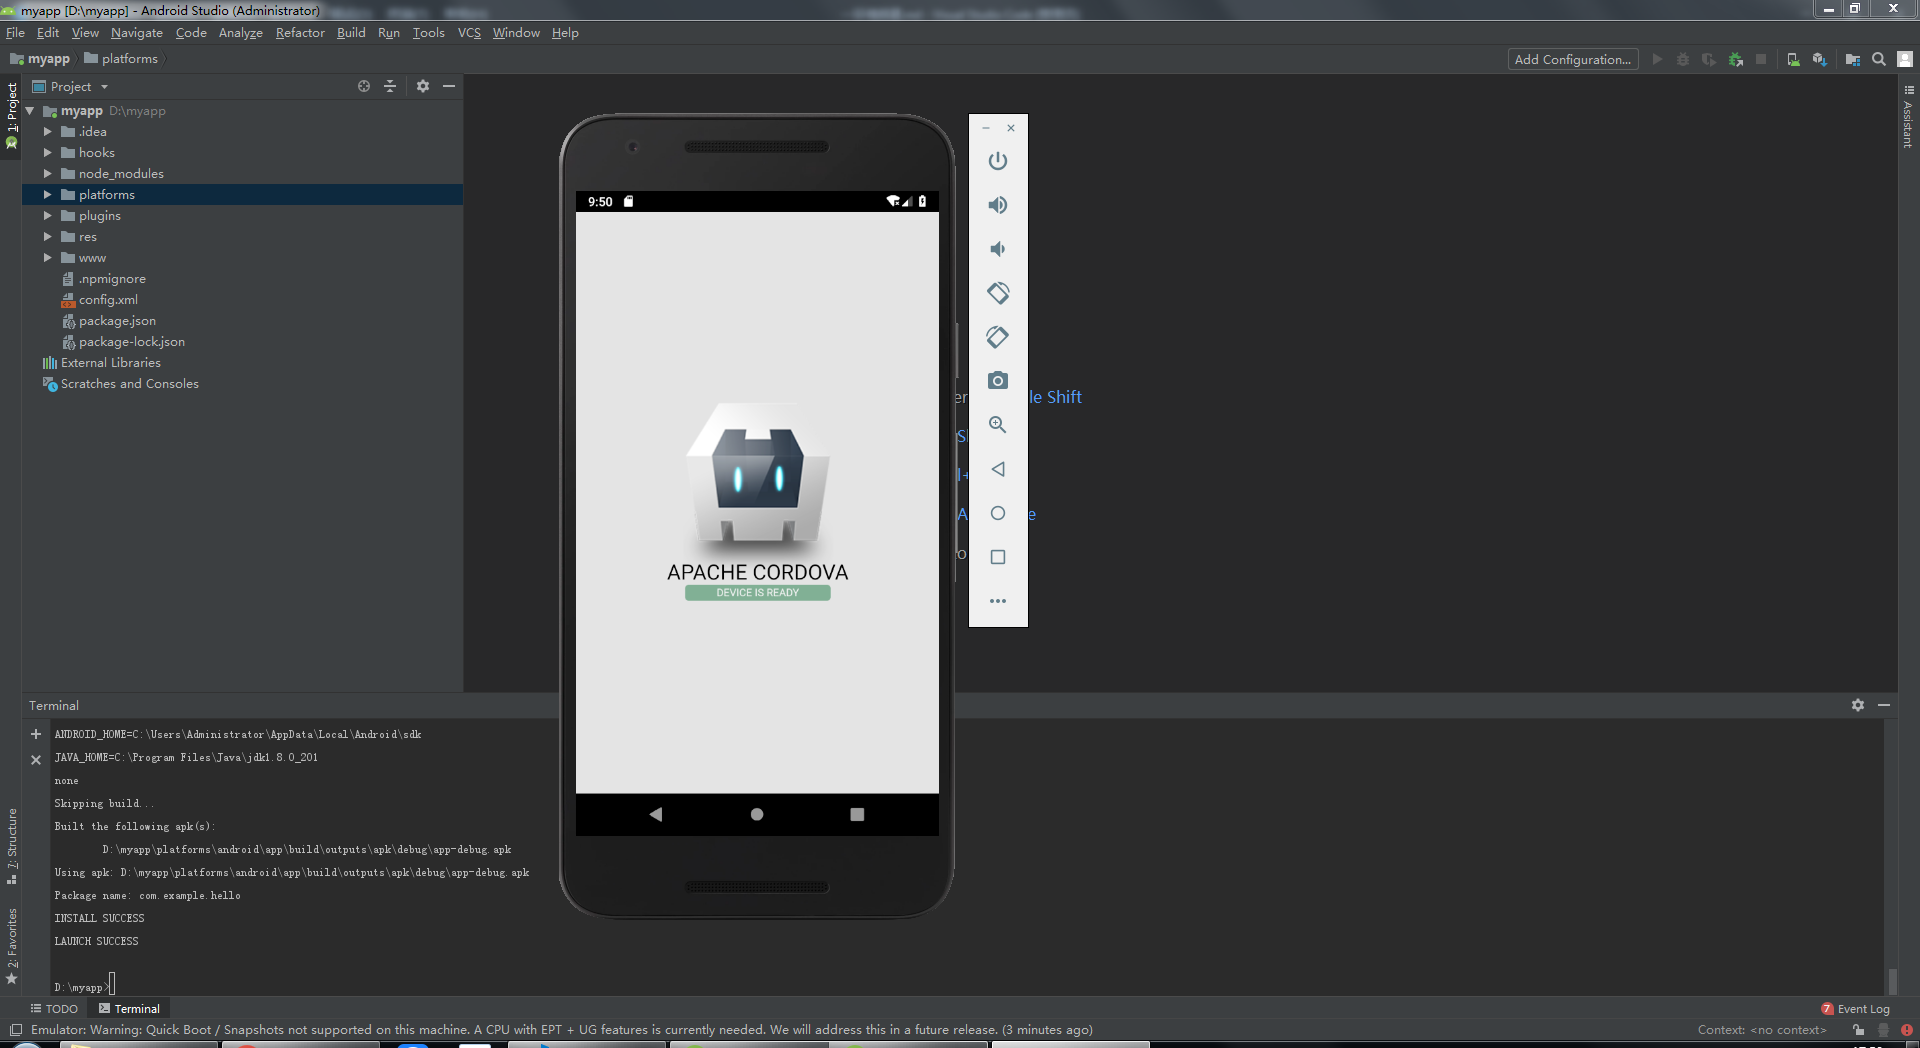 myapp [D:\myapp] - Android Studio (Administrator)
File Edit View Navigate Code Analyze Refactor Build Run Tools VCS Window Help
myapp platforms
Add Configuration...
Project
1: Project
myapp D:\myapp
.idea
hooks
node_modules
platforms
plugins
res
www
.npmignore
config.xml
package.json
package-lock.json
External Libraries
Scratches and Consoles
Assistant
9:50
APACHE CORDOVA
DEVICE IS READY
le Shift
Terminal
ANDROID_HOME=C:\Users\Administrator\AppData\Local\Android\sdk
JAVA_HOME=C:\Program Files\Java\jdk1.8.0_201
none
Skipping build...
Built the following apk(s):
D:\myapp\platforms\android\app\build\outputs\apk\debug\app-debug.apk
Using apk: D:\myapp\platforms\android\app\build\outputs\apk\debug\app-debug.apk
Package name: com.example.hello
INSTALL SUCCESS
LAUNCH SUCCESS
D:\myapp>
7: Structure
2: Favorites
TODO
Terminal
7 Event Log
Emulator: Warning: Quick Boot / Snapshots not supported on this machine. A CPU with EPT + UG features is currently needed. We will address this in a future release. (3 minutes ago)
Context: <no context>